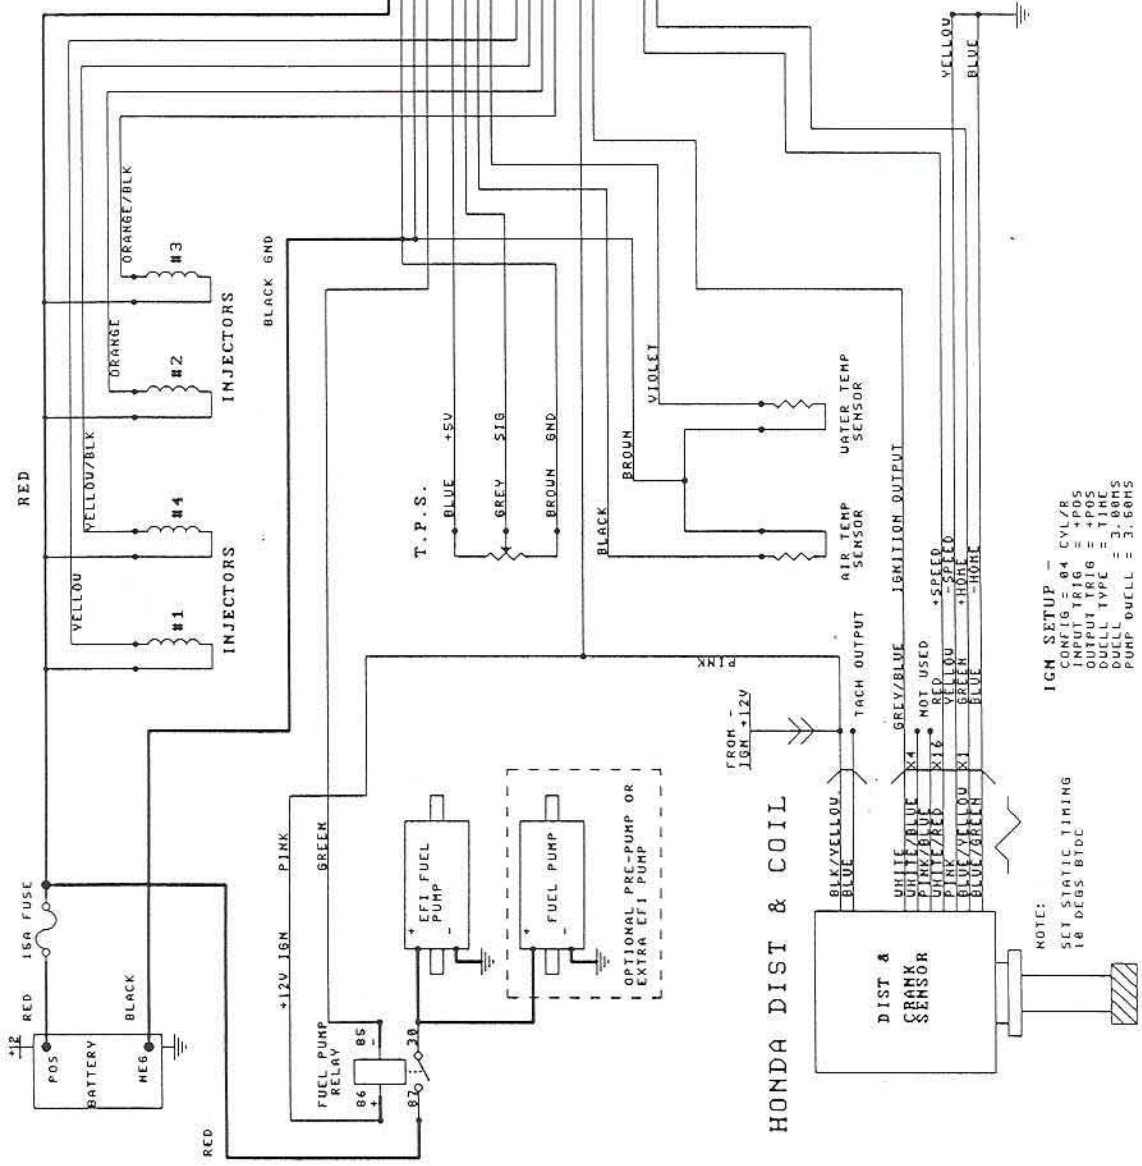 RED
YELLOW
YELLOW/BLK
ORANGE
ORANGE/BLK
#1
#4
#2
#3
INJECTORS
INJECTORS
BLACK GND
+12
POS
BATTERY
NEG
RED
15A FUSE
BLACK
RED
T.P.S.
BLUE +5V
GREY SIG
BROWN GND
BLACK
BROWN
VIOLET
AIR TEMP
SENSOR
WATER TEMP
SENSOR
FUEL PUMP
RELAY
86
+
85
-
87
30
+12V IGN PINK
GREEN
EFI FUEL
PUMP
+
-
FUEL PUMP
+
-
OPTIONAL PRE-PUMP OR
EXTRA EFI PUMP
PINK
FROM -
IGN +12V
TACH OUTPUT
HONDA DIST & COIL
DIST &
CRANK
SENSOR
BLK/YELLOW
BLUE
WHITE GREY/BLUE IGNITION OUTPUT
WHITE/BLUE X4
PINK/BLUE NOT USED
WHITE/RED X16 RED +SPEED
PINK YELLOW -SPEED
BLUE/YELLOW X1 GREEN +HOME
BLUE/GREEN BLUE -HOME
YELLOW
BLUE
NOTE:
SET STATIC TIMING
10 DEGS BTDC
IGN SETUP -
CONFIG = 04 CYL/R
INPUT TRIG = +POS
OUTPUT TRIG = +POS
DWELL TYPE = TIME
DWELL = 3.60MS
PUMP DWELL = 3.60MS